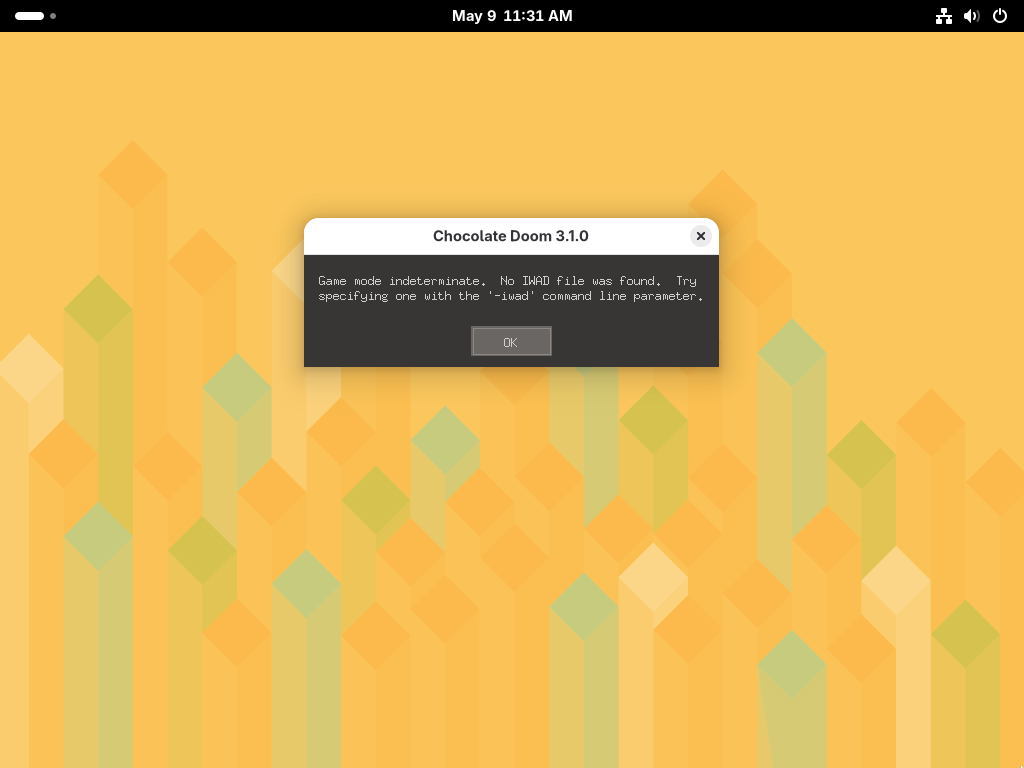 May 9 11:31 AM
Chocolate Doom 3.1.0
Game mode indeterminate.  No IWAD file was found.  Try
specifying one with the '-iwad' command line parameter.
OK